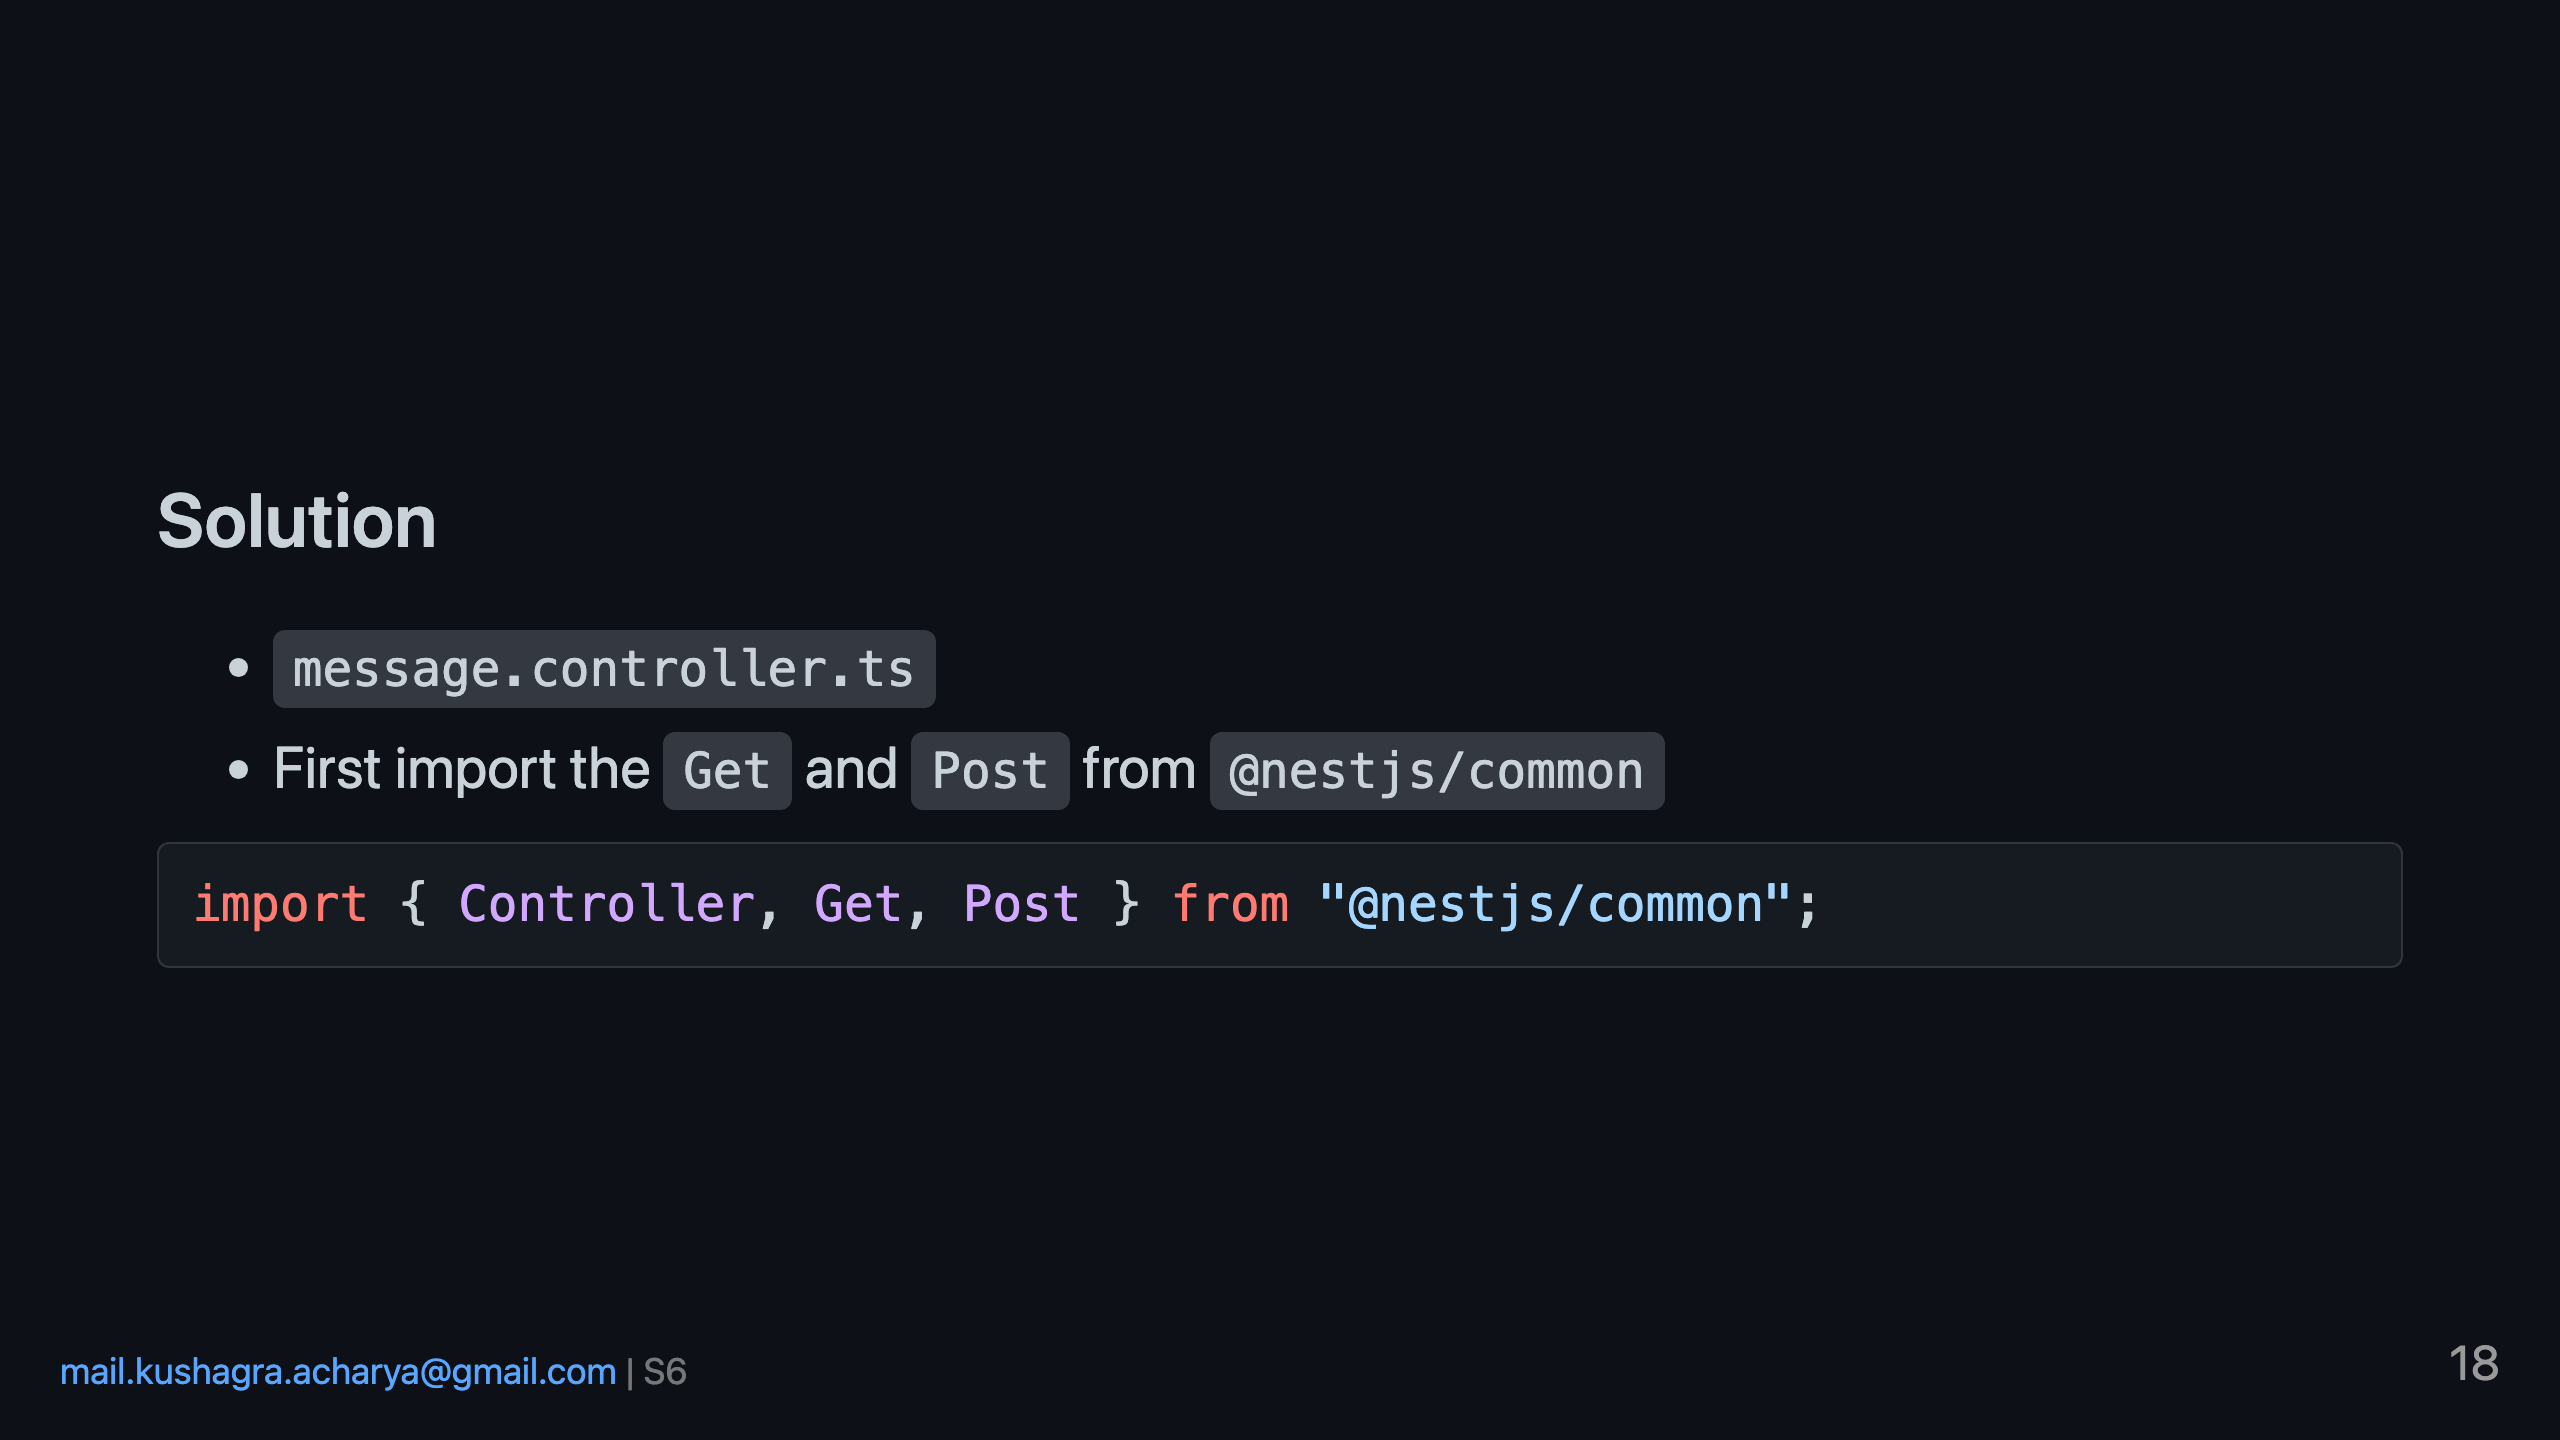 Solution
message.controller.ts
First import the Get and Post from @nestjs/common
import { Controller, Get, Post } from "@nestjs/common";
mail.kushagra.acharya@gmail.com | S6
18